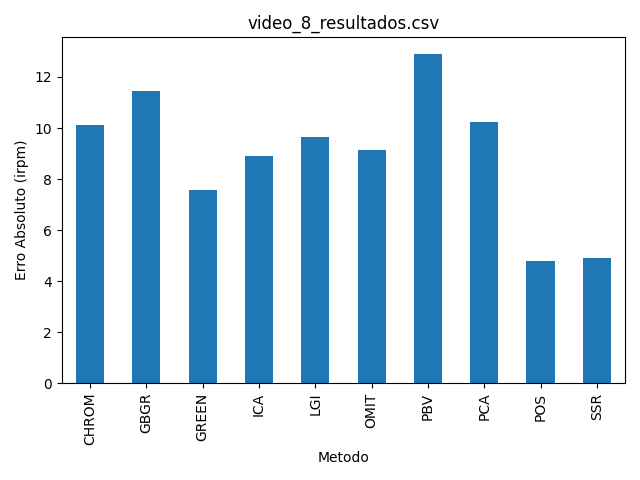 video_8_resultados.csv
Erro Absoluto (irpm)
12
10
8
6
4
2
0
CHROM
GBGR
GREEN
ICA
LGI
OMIT
PBV
PCA
POS
SSR
Metodo